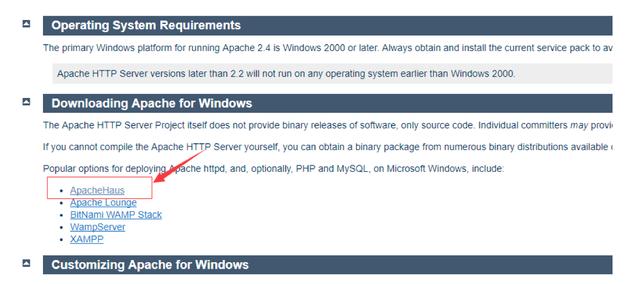 Operating System Requirements
The primary Windows platform for running Apache 2.4 is Windows 2000 or later. Always obtain and install the current service pack to
Apache HTTP Server versions later than 2.2 will not run on any operating system earlier than Windows 2000.
Downloading Apache for Windows
The Apache HTTP Server Project itself does not provide binary releases of software, only source code. Individual committers may
If you cannot compile the Apache HTTP Server yourself, you can obtain a binary package from numerous binary distributions available
Popular options for deploying Apache httpd, and, optionally, PHP and MySQL, on Microsoft Windows, include:
• ApacheHaus
• Apache Lounge
• BitNami WAMP Stack
• WampServer
• XAMPP
Customizing Apache for Windows